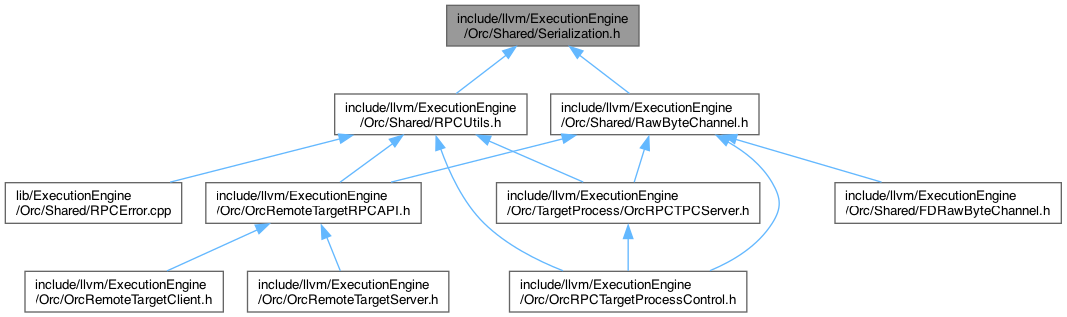 include/llvm/ExecutionEngine
/Orc/Shared/Serialization.h
include/llvm/ExecutionEngine
/Orc/Shared/RPCUtils.h
include/llvm/ExecutionEngine
/Orc/Shared/RawByteChannel.h
lib/ExecutionEngine
/Orc/Shared/RPCError.cpp
include/llvm/ExecutionEngine
/Orc/OrcRemoteTargetRPCAPI.h
include/llvm/ExecutionEngine
/Orc/TargetProcess/OrcRPCTPCServer.h
include/llvm/ExecutionEngine
/Orc/Shared/FDRawByteChannel.h
include/llvm/ExecutionEngine
/Orc/OrcRemoteTargetClient.h
include/llvm/ExecutionEngine
/Orc/OrcRemoteTargetServer.h
include/llvm/ExecutionEngine
/Orc/OrcRPCTargetProcessControl.h